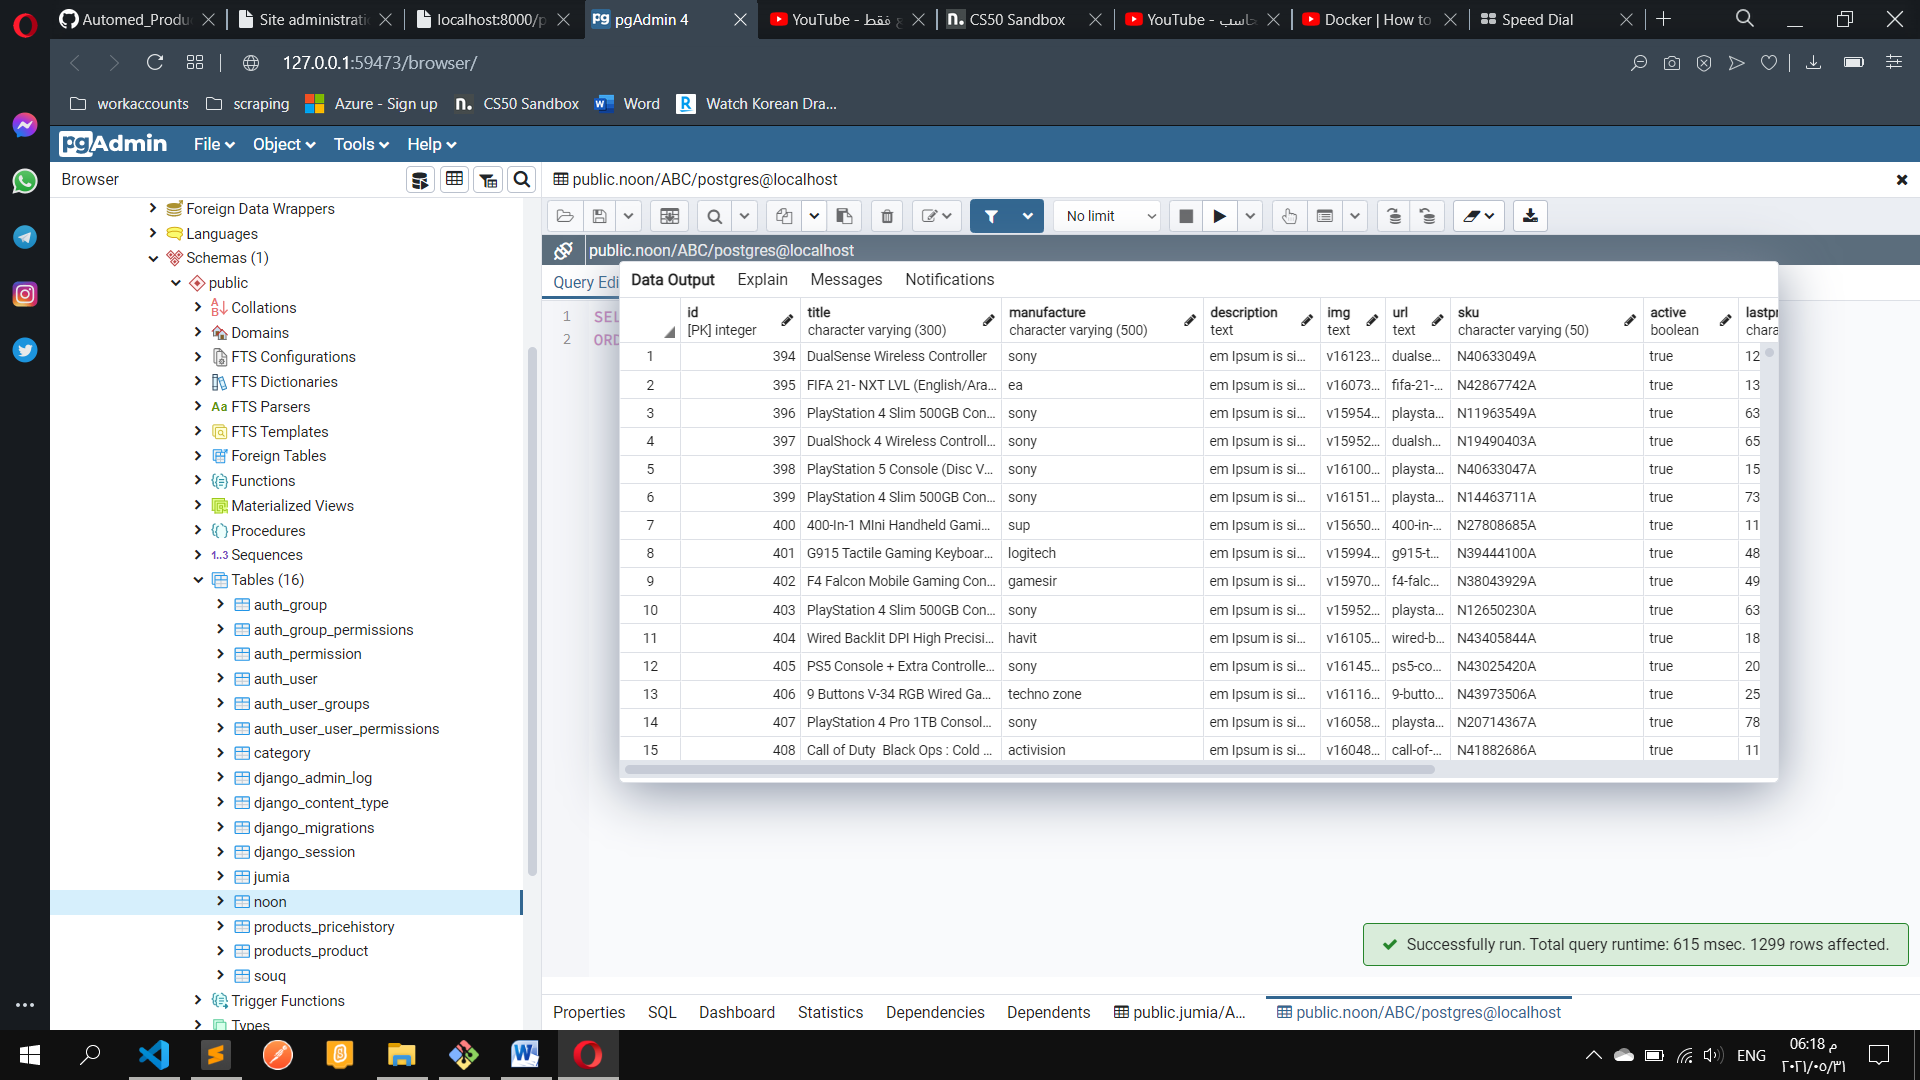 Automed_Produ
Site administrati
localhost:8000/p
pgAdmin 4
YouTube - فقط ع
CS50 Sandbox
YouTube - حاسب
Docker | How to
Speed Dial
127.0.0.1:59473/browser/
workaccounts
scraping
Azure - Sign up
CS50 Sandbox
Word
Watch Korean Dra...
pgAdmin
File
Object
Tools
Help
Browser
public.noon/ABC/postgres@localhost
Foreign Data Wrappers
Languages
Schemas (1)
public
Collations
Domains
FTS Configurations
FTS Dictionaries
FTS Parsers
FTS Templates
Foreign Tables
Functions
Materialized Views
Procedures
Sequences
Tables (16)
auth_group
auth_group_permissions
auth_permission
auth_user
auth_user_groups
auth_user_user_permissions
category
django_admin_log
django_content_type
django_migrations
django_session
jumia
noon
products_pricehistory
products_product
souq
Trigger Functions
Types
No limit
public.noon/ABC/postgres@localhost
Query Edi
1 SEL
2 ORD
Data Output Explain Messages Notifications
id title manufacture description img url sku active lastpr
[PK] integer character varying (300) character varying (500) text text text character varying (50) boolean chara
1 394 DualSense Wireless Controller sony em Ipsum is si... v16123... dualse... N40633049A true 12
2 395 FIFA 21- NXT LVL (English/Ara... ea em Ipsum is si... v16073... fifa-21-... N42867742A true 13
3 396 PlayStation 4 Slim 500GB Con... sony em Ipsum is si... v15954... playsta... N11963549A true 63
4 397 DualShock 4 Wireless Controll... sony em Ipsum is si... v15952... dualsh... N19490403A true 65
5 398 PlayStation 5 Console (Disc V... sony em Ipsum is si... v16100... playsta... N40633047A true 15
6 399 PlayStation 4 Slim 500GB Con... sony em Ipsum is si... v16151... playsta... N14463711A true 73
7 400 400-In-1 MIni Handheld Gami... sup em Ipsum is si... v15650... 400-in-... N27808685A true 11
8 401 G915 Tactile Gaming Keyboar... logitech em Ipsum is si... v15994... g915-t... N39444100A true 48
9 402 F4 Falcon Mobile Gaming Con... gamesir em Ipsum is si... v15970... f4-falc... N38043929A true 49
10 403 PlayStation 4 Slim 500GB Con... sony em Ipsum is si... v15952... playsta... N12650230A true 63
11 404 Wired Backlit DPI High Precisi... havit em Ipsum is si... v16105... wired-b... N43405844A true 18
12 405 PS5 Console + Extra Controlle... sony em Ipsum is si... v16145... ps5-co... N43025420A true 20
13 406 9 Buttons V-34 RGB Wired Ga... techno zone em Ipsum is si... v16116... 9-butto... N43973506A true 25
14 407 PlayStation 4 Pro 1TB Consol... sony em Ipsum is si... v16058... playsta... N20714367A true 78
15 408 Call of Duty Black Ops : Cold ... activision em Ipsum is si... v16048... call-of-... N41882686A true 11
Successfully run. Total query runtime: 615 msec. 1299 rows affected.
Properties SQL Dashboard Statistics Dependencies Dependents public.jumia/A... public.noon/ABC/postgres@localhost
ENG
06:18 م
٢٠٢١/٠٥/٣١